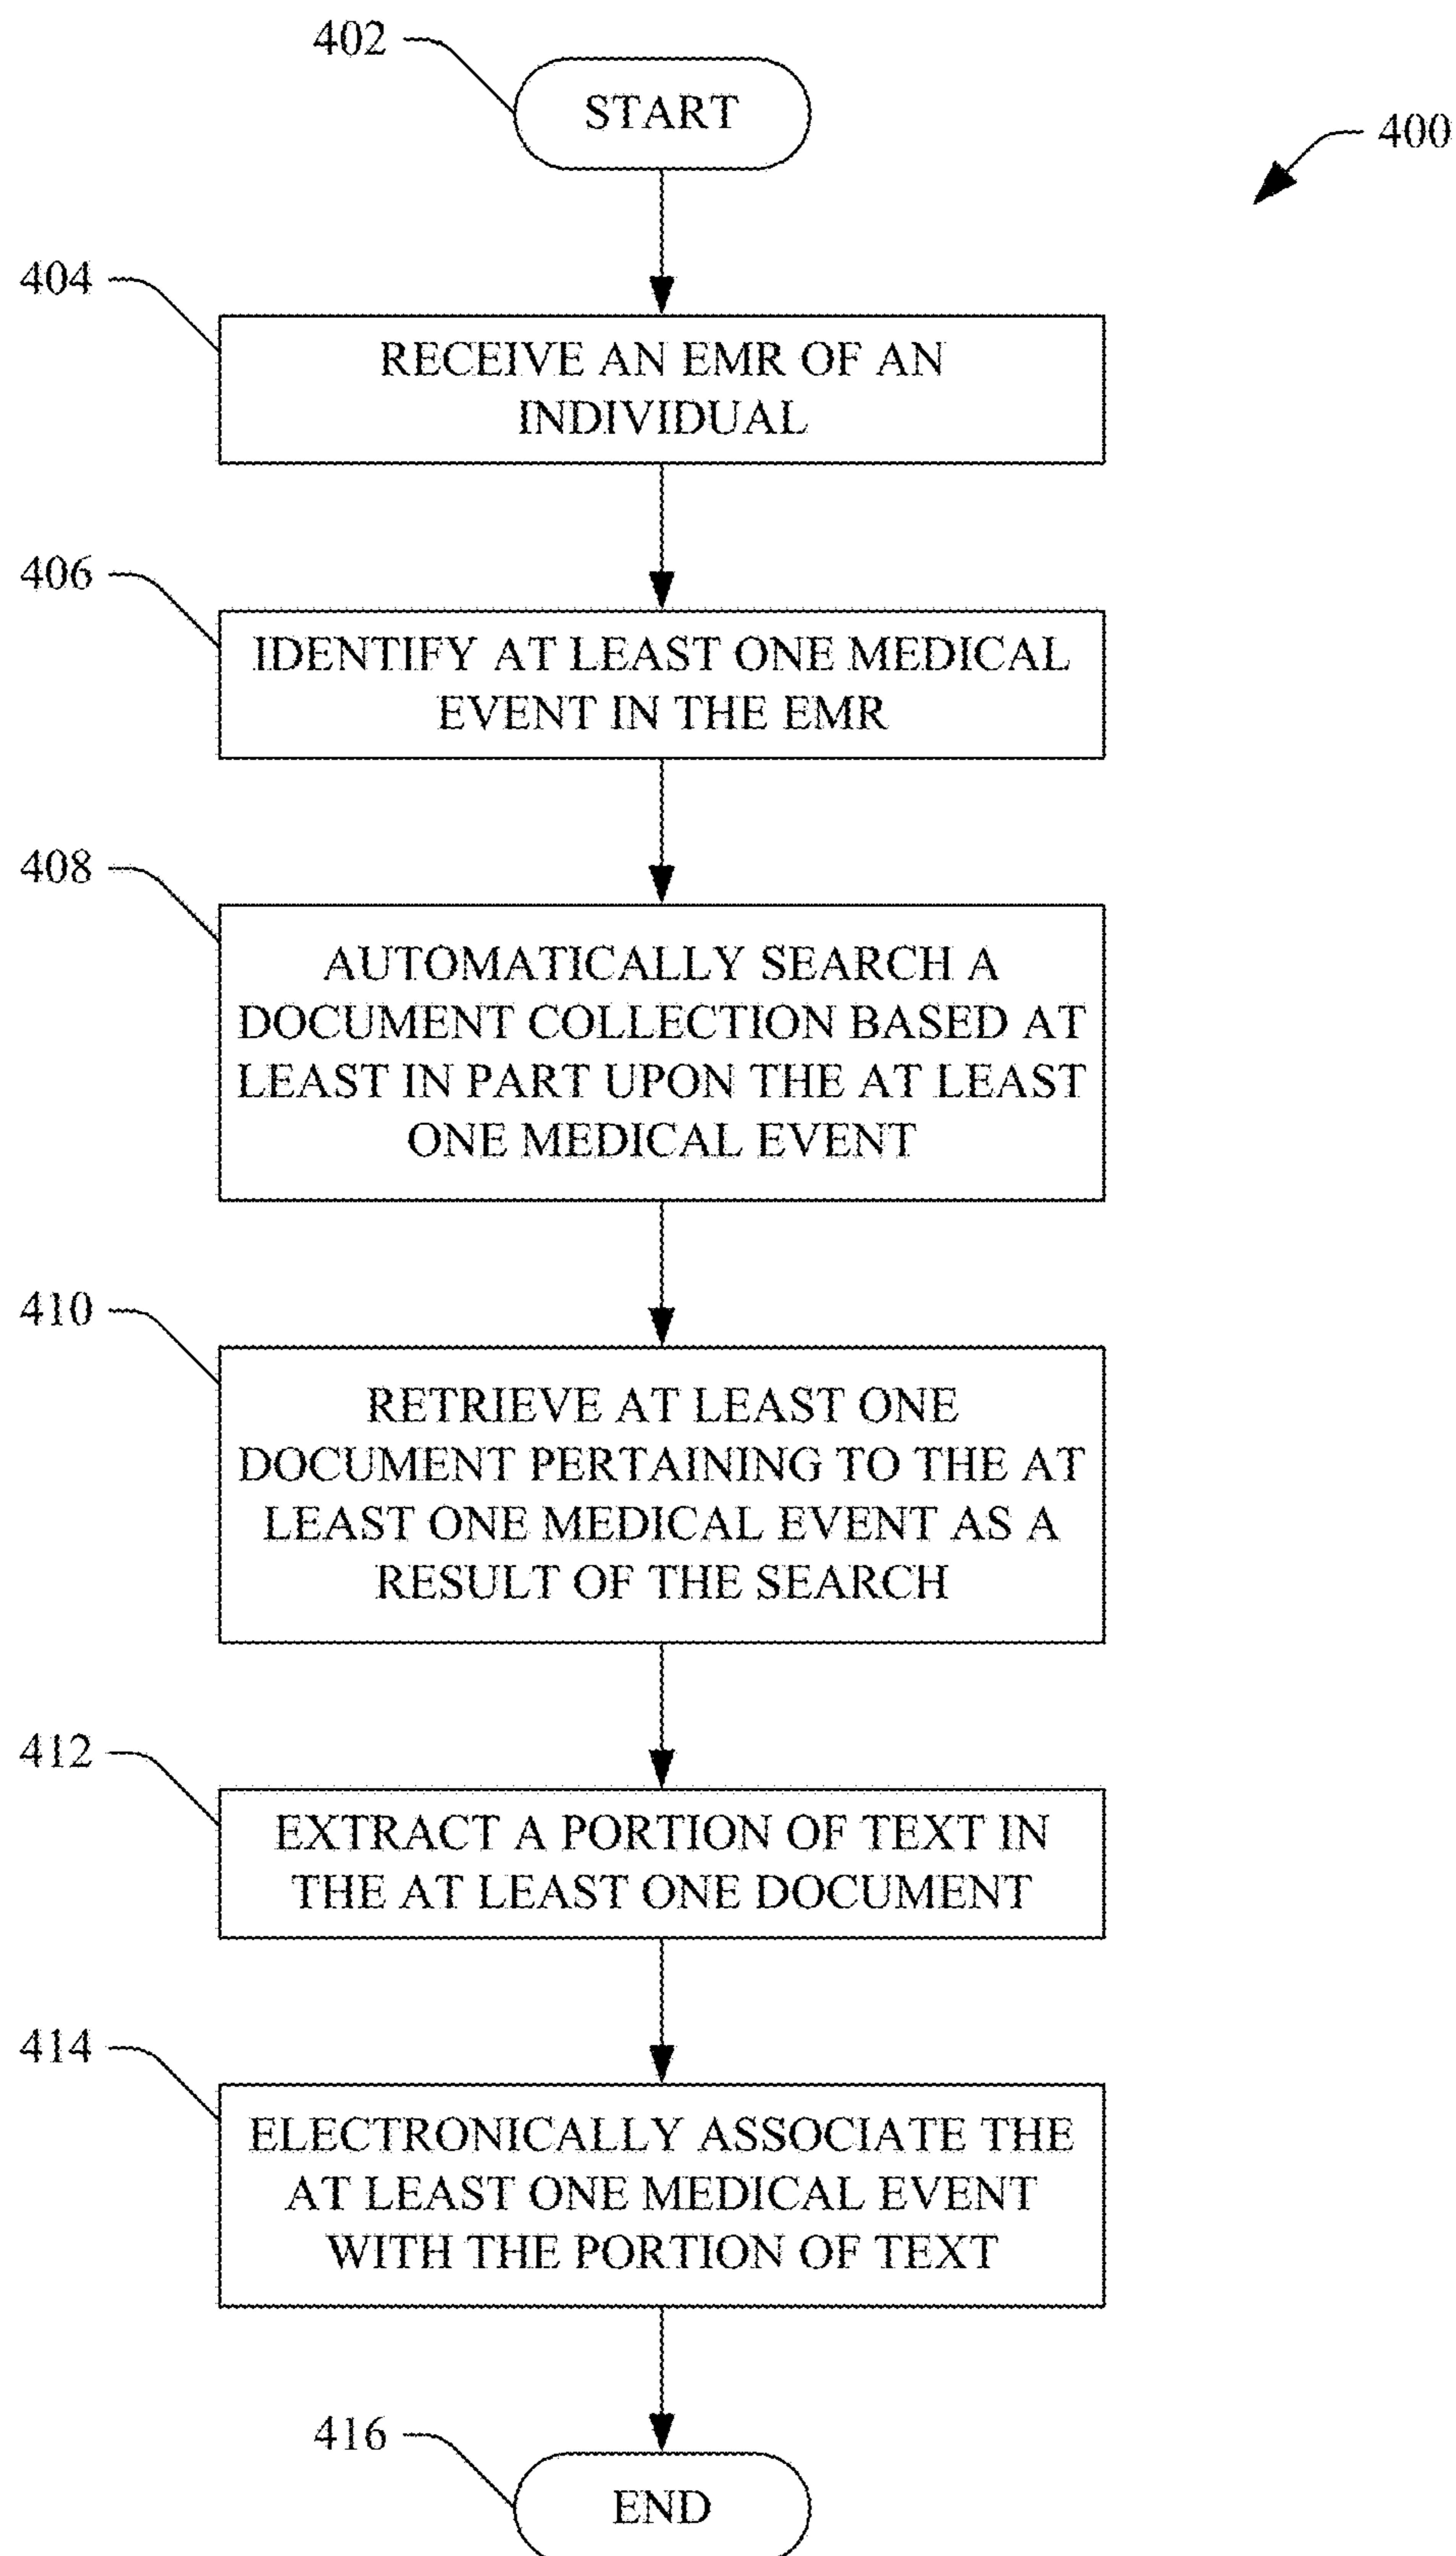 402
START
400
404
RECEIVE AN EMR OF AN
INDIVIDUAL
406
IDENTIFY AT LEAST ONE MEDICAL
EVENT IN THE EMR
408
AUTOMATICALLY SEARCH A
DOCUMENT COLLECTION BASED AT
LEAST IN PART UPON THE AT LEAST
ONE MEDICAL EVENT
410
RETRIEVE AT LEAST ONE
DOCUMENT PERTAINING TO THE AT
LEAST ONE MEDICAL EVENT AS A
RESULT OF THE SEARCH
412
EXTRACT A PORTION OF TEXT IN
THE AT LEAST ONE DOCUMENT
414
ELECTRONICALLY ASSOCIATE THE
AT LEAST ONE MEDICAL EVENT
WITH THE PORTION OF TEXT
416
END